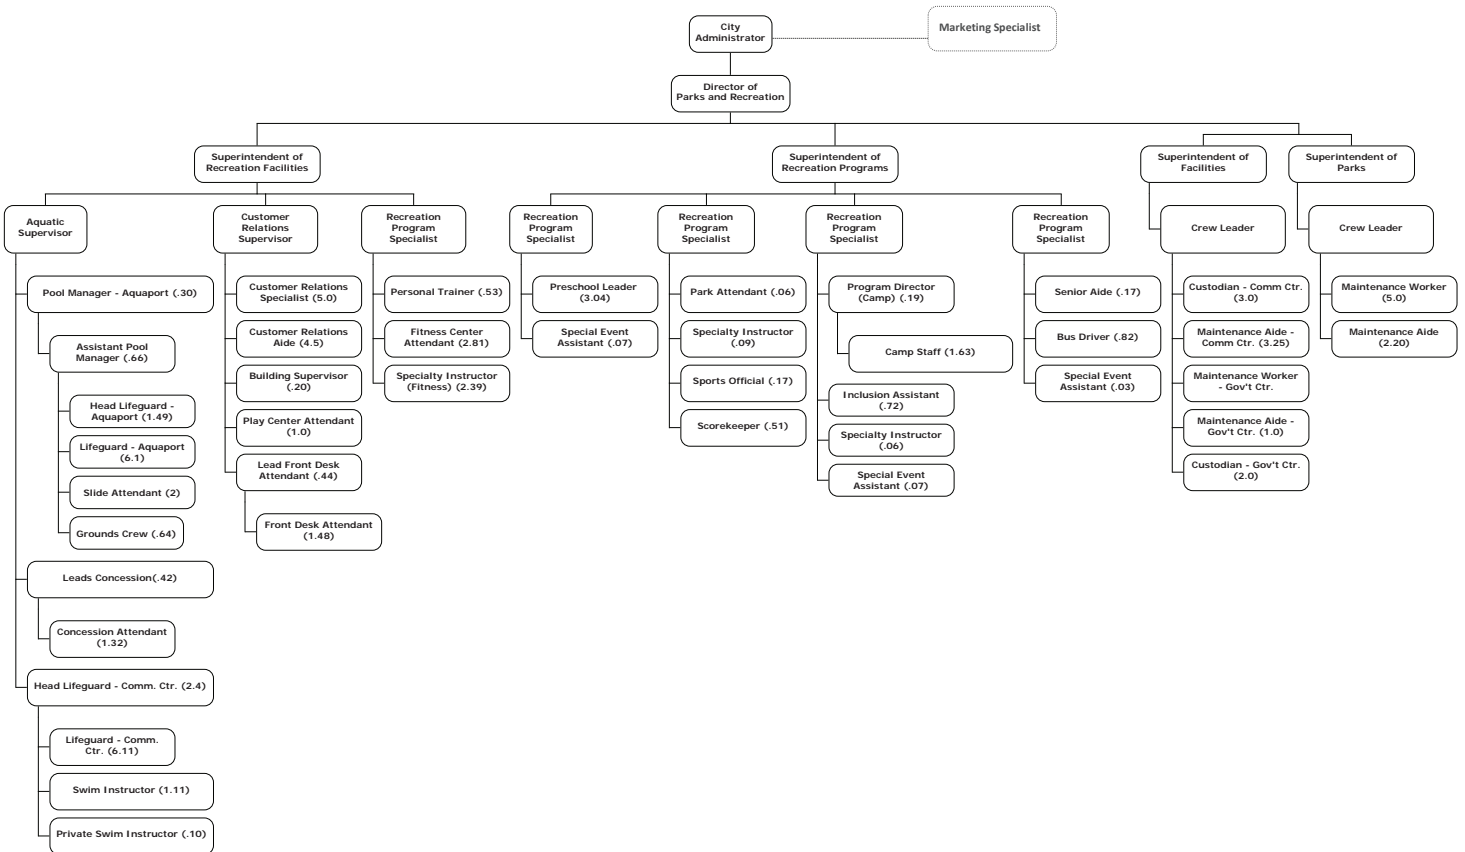 City
Administrator
Marketing Specialist
Director of
Parks and Recreation
Superintendent of
Recreation Facilities
Superintendent of
Recreation Programs
Superintendent of
Facilities
Superintendent of
Parks
Aquatic
Supervisor
Customer
Relations
Supervisor
Recreation
Program
Specialist
Recreation
Program
Specialist
Recreation
Program
Specialist
Recreation
Program
Specialist
Recreation
Program
Specialist
Crew Leader
Crew Leader
Pool Manager - Aquaport (.30)
Assistant Pool
Manager (.66)
Head Lifeguard -
Aquaport (1.49)
Lifeguard - Aquaport
(6.1)
Slide Attendant (2)
Grounds Crew (.64)
Leads Concession(.42)
Concession Attendant
(1.32)
Head Lifeguard - Comm. Ctr. (2.4)
Lifeguard - Comm.
Ctr. (6.11)
Swim Instructor (1.11)
Private Swim Instructor (.10)
Customer Relations
Specialist (5.0)
Customer Relations
Aide (4.5)
Building Supervisor
(.20)
Play Center Attendant
(1.0)
Lead Front Desk
Attendant (.44)
Front Desk Attendant
(1.48)
Personal Trainer (.53)
Fitness Center
Attendant (2.81)
Specialty Instructor
(Fitness) (2.39)
Preschool Leader
(3.04)
Special Event
Assistant (.07)
Park Attendant (.06)
Specialty Instructor
(.09)
Sports Official (.17)
Scorekeeper (.51)
Program Director
(Camp) (.19)
Camp Staff (1.63)
Inclusion Assistant
(.72)
Specialty Instructor
(.06)
Special Event
Assistant (.07)
Senior Aide (.17)
Bus Driver (.82)
Special Event
Assistant (.03)
Custodian - Comm Ctr.
(3.0)
Maintenance Aide -
Comm Ctr. (3.25)
Maintenance Worker
- Gov't Ctr.
Maintenance Aide -
Gov't Ctr. (1.0)
Custodian - Gov't Ctr.
(2.0)
Maintenance Worker
(5.0)
Maintenance Aide
(2.20)